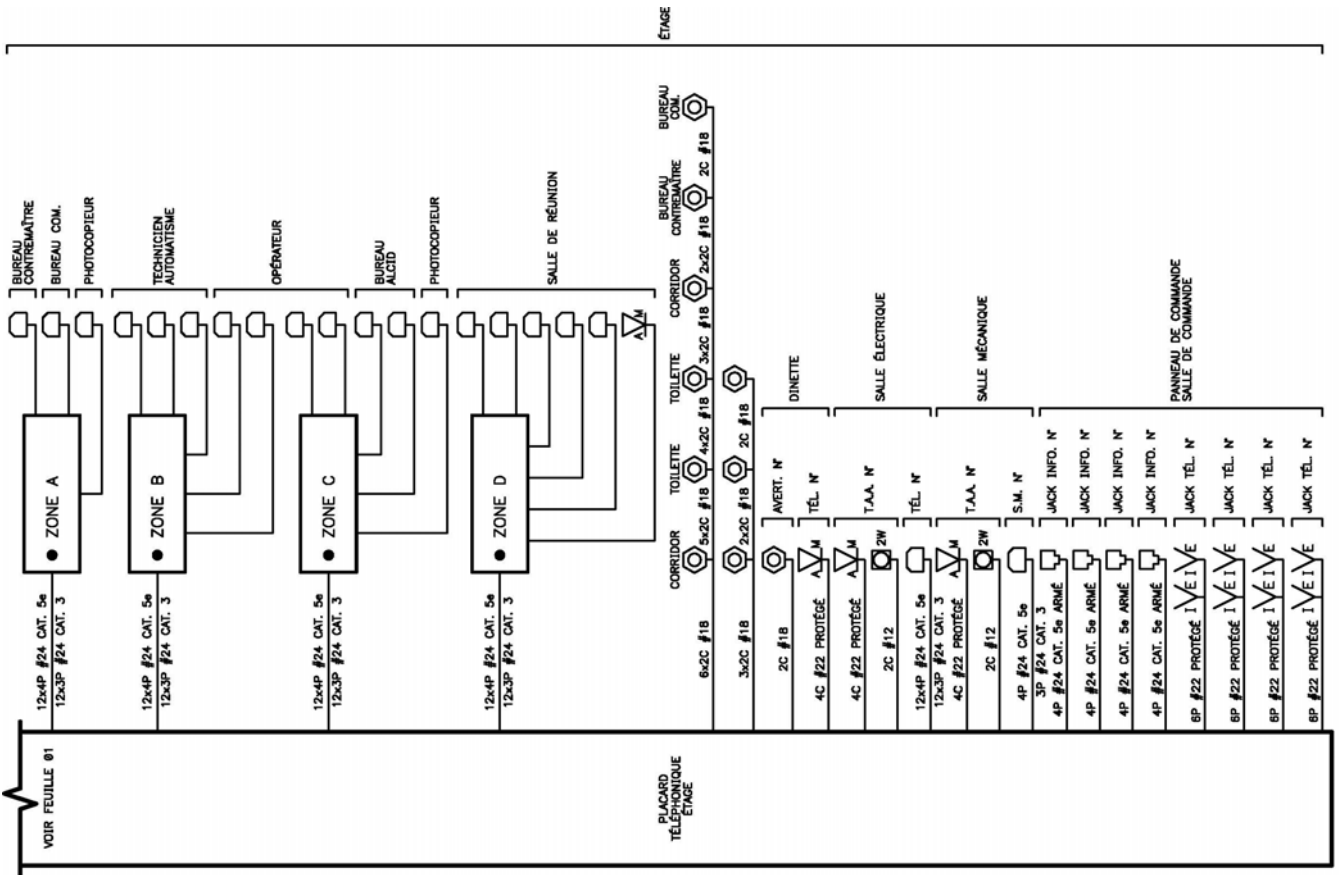 ÉTAGE
BUREAU
CONTREMAÎTRE
BUREAU COM.
PHOTOCOPIEUR
TECHNICIEN
AUTOMATISME
OPÉRATEUR
BUREAU
ALCID
PHOTOCOPIEUR
SALLE DE RÉUNION
A M
ZONE A
ZONE B
ZONE C
ZONE D
12x4P #24 CAT. 5e
12x3P #24 CAT. 3
12x4P #24 CAT. 5e
12x3P #24 CAT. 3
12x4P #24 CAT. 5e
12x3P #24 CAT. 3
12x4P #24 CAT. 5e
12x3P #24 CAT. 3
VOIR FEUILLE 01
PLACARD
TÉLÉPHONIQUE
ÉTAGE
CORRIDOR
TOILETTE
TOILETTE
CORRIDOR
BUREAU
CONTREMAÎTRE
BUREAU
COM.
6x2C #18
5x2C #18
4x2C #18
3x2C #18
2x2C #18
2C #18
3x2C #18
2x2C #18
2C #18
2C #18
AVERT. N°
DINETTE
4C #22 PROTÉGÉ
A M
TÉL. N°
4C #22 PROTÉGÉ
A M
T.A.A. N°
SALLE ÉLECTRIQUE
2C #12
2W
12x4P #24 CAT. 5e
12x3P #24 CAT. 3
TÉL. N°
4C #22 PROTÉGÉ
A M
T.A.A. N°
SALLE MÉCANIQUE
2C #12
2W
4P #24 CAT. 5e
3P #24 CAT. 3
S.M. N°
4P #24 CAT. 5e ARMÉ
JACK INFO. N°
4P #24 CAT. 5e ARMÉ
JACK INFO. N°
4P #24 CAT. 5e ARMÉ
JACK INFO. N°
4P #24 CAT. 5e ARMÉ
JACK INFO. N°
PANNEAU DE COMMANDE
SALLE DE COMMANDE
6P #22 PROTÉGÉ
I E I E
JACK TÉL. N°
6P #22 PROTÉGÉ
I E I E
JACK TÉL. N°
6P #22 PROTÉGÉ
I E I E
JACK TÉL. N°
6P #22 PROTÉGÉ
I E I E
JACK TÉL. N°